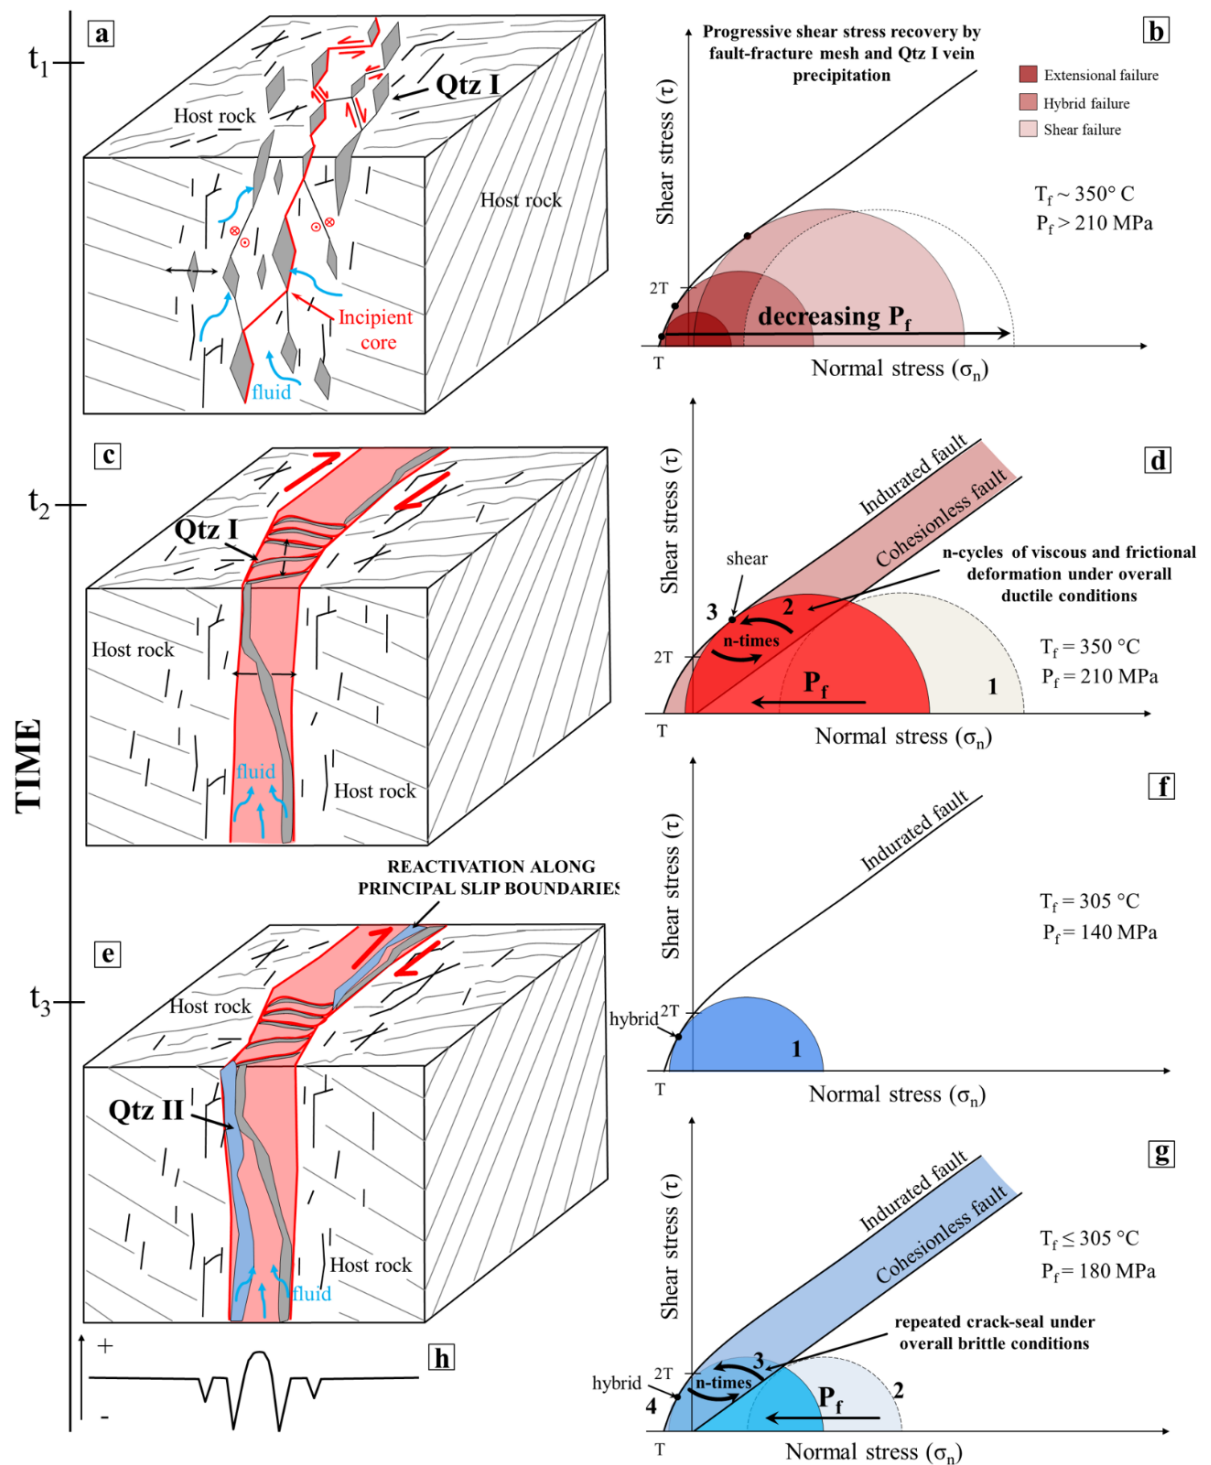 TIME
t1
a
Qtz I
Host rock
Host rock
Incipient
core
fluid
b
Progressive shear stress recovery by
fault-fracture mesh and Qtz I vein
precipitation
Extensional failure
Hybrid failure
Shear failure
Tf ~ 350° C
Pf > 210 MPa
Shear stress (τ)
2T
decreasing Pf
T
Normal stress (σn)
t2
c
Qtz I
Host rock
fluid
Host rock
d
Shear stress (τ)
Indurated fault
Cohesionless fault
n-cycles of viscous and frictional
deformation under overall
ductile conditions
shear
3
2
n-times
2T
Tf = 350 °C
Pf = 210 MPa
Pf
1
T
Normal stress (σn)
t3
REACTIVATION ALONG
PRINCIPAL SLIP BOUNDARIES
e
Host rock
Qtz II
Host rock
fluid
f
Shear stress (τ)
Indurated fault
Tf = 305 °C
Pf = 140 MPa
2T
hybrid
1
T
Normal stress (σn)
g
Shear stress (τ)
Indurated fault
Cohesionless fault
Tf ≤ 305 °C
Pf = 180 MPa
repeated crack-seal under
overall brittle conditions
2T
3
n-times
hybrid
4
Pf
2
T
Normal stress (σn)
h
+
-